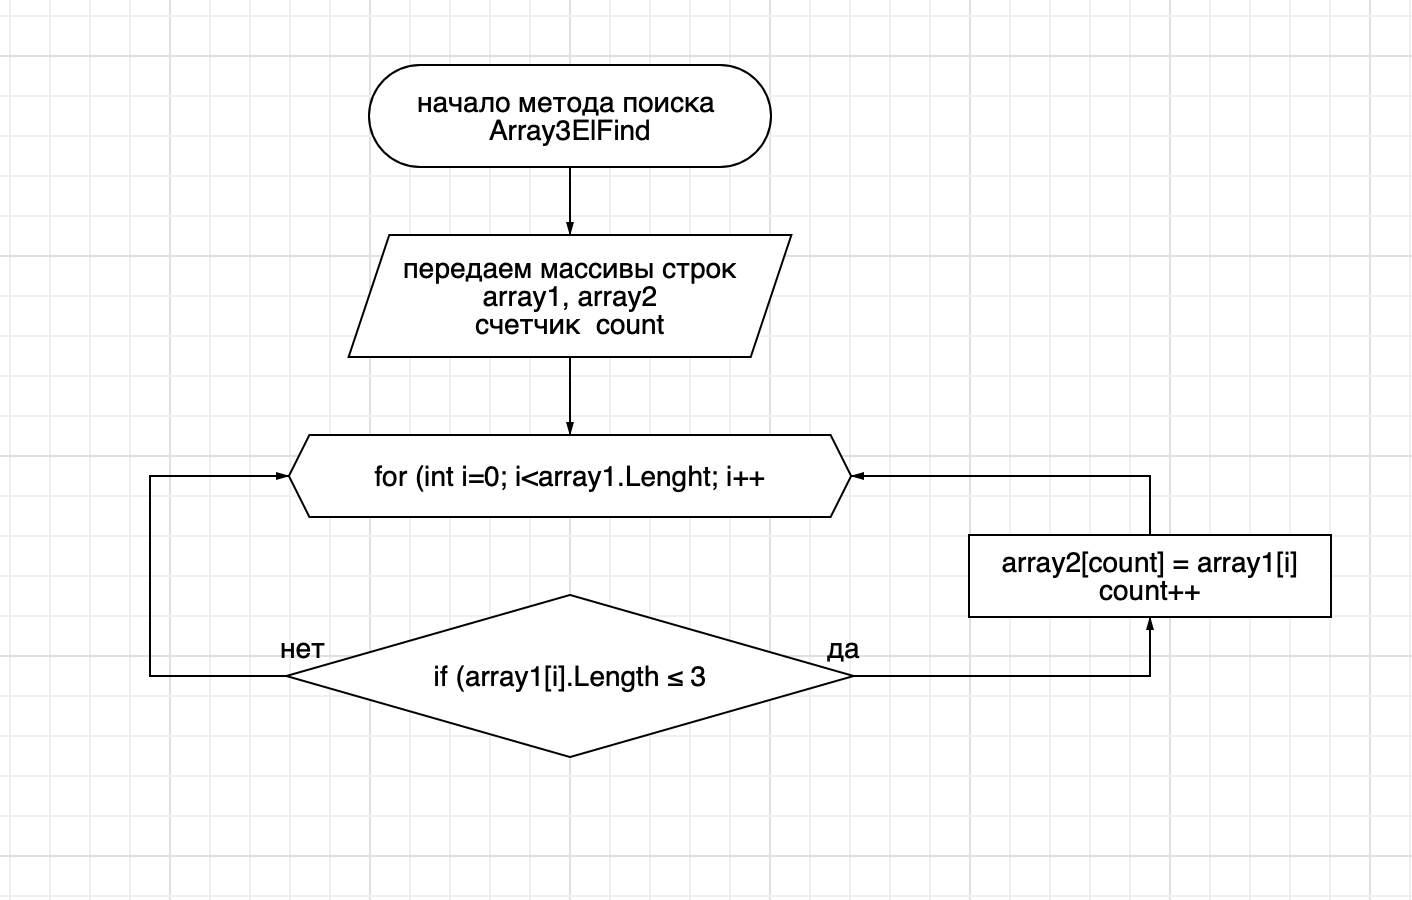 начало метода поиска
Array3ElFind
передаем массивы строк
array1, array2
счетчик  count
for (int i=0; i<array1.Lenght; i++
array2[count] = array1[i]
count++
нет
да
if (array1[i].Length ≤ 3